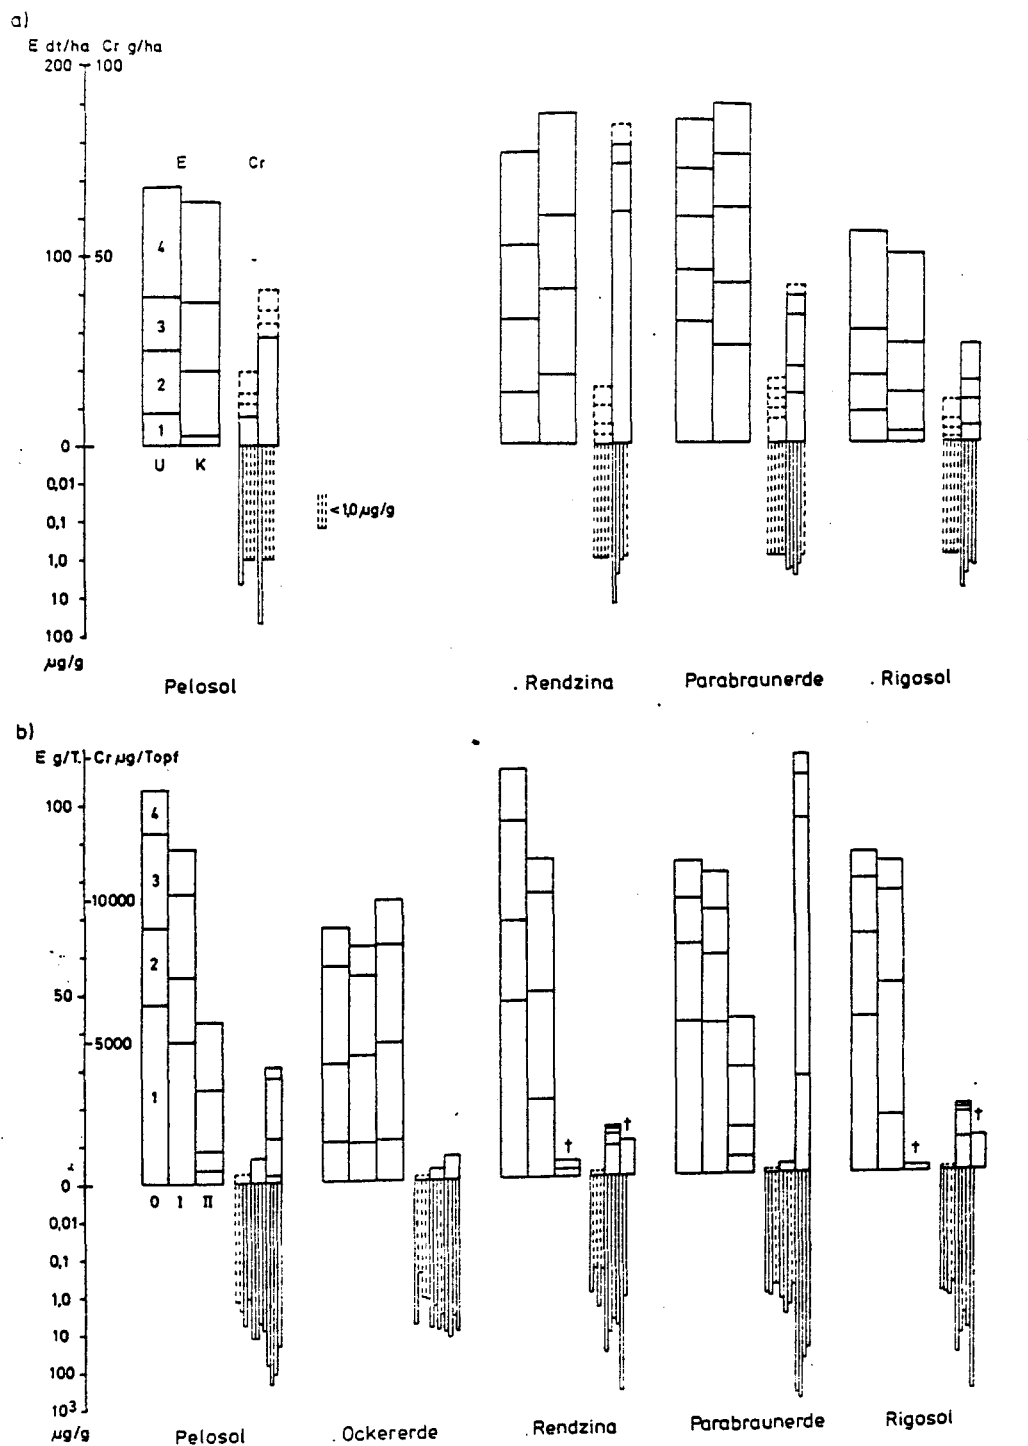 a)
E dt/ha Cr g/ha
200 100
E Cr
4
100 50
3
2
1
0
U K
0,01
< 1,0 µg/g
0,1
1,0
10
100
µg/g
Pelosol . Rendzina Parabraunerde . Rigosol
b)
E g/T. Cr µg/Topf
100
4
3
10000
2
50
5000
1
† † † †
0
0 I II
0,01
0,1
1,0
10
100
10³
µg/g
Pelosol . Ockererde . Rendzina Parabraunerde Rigosol